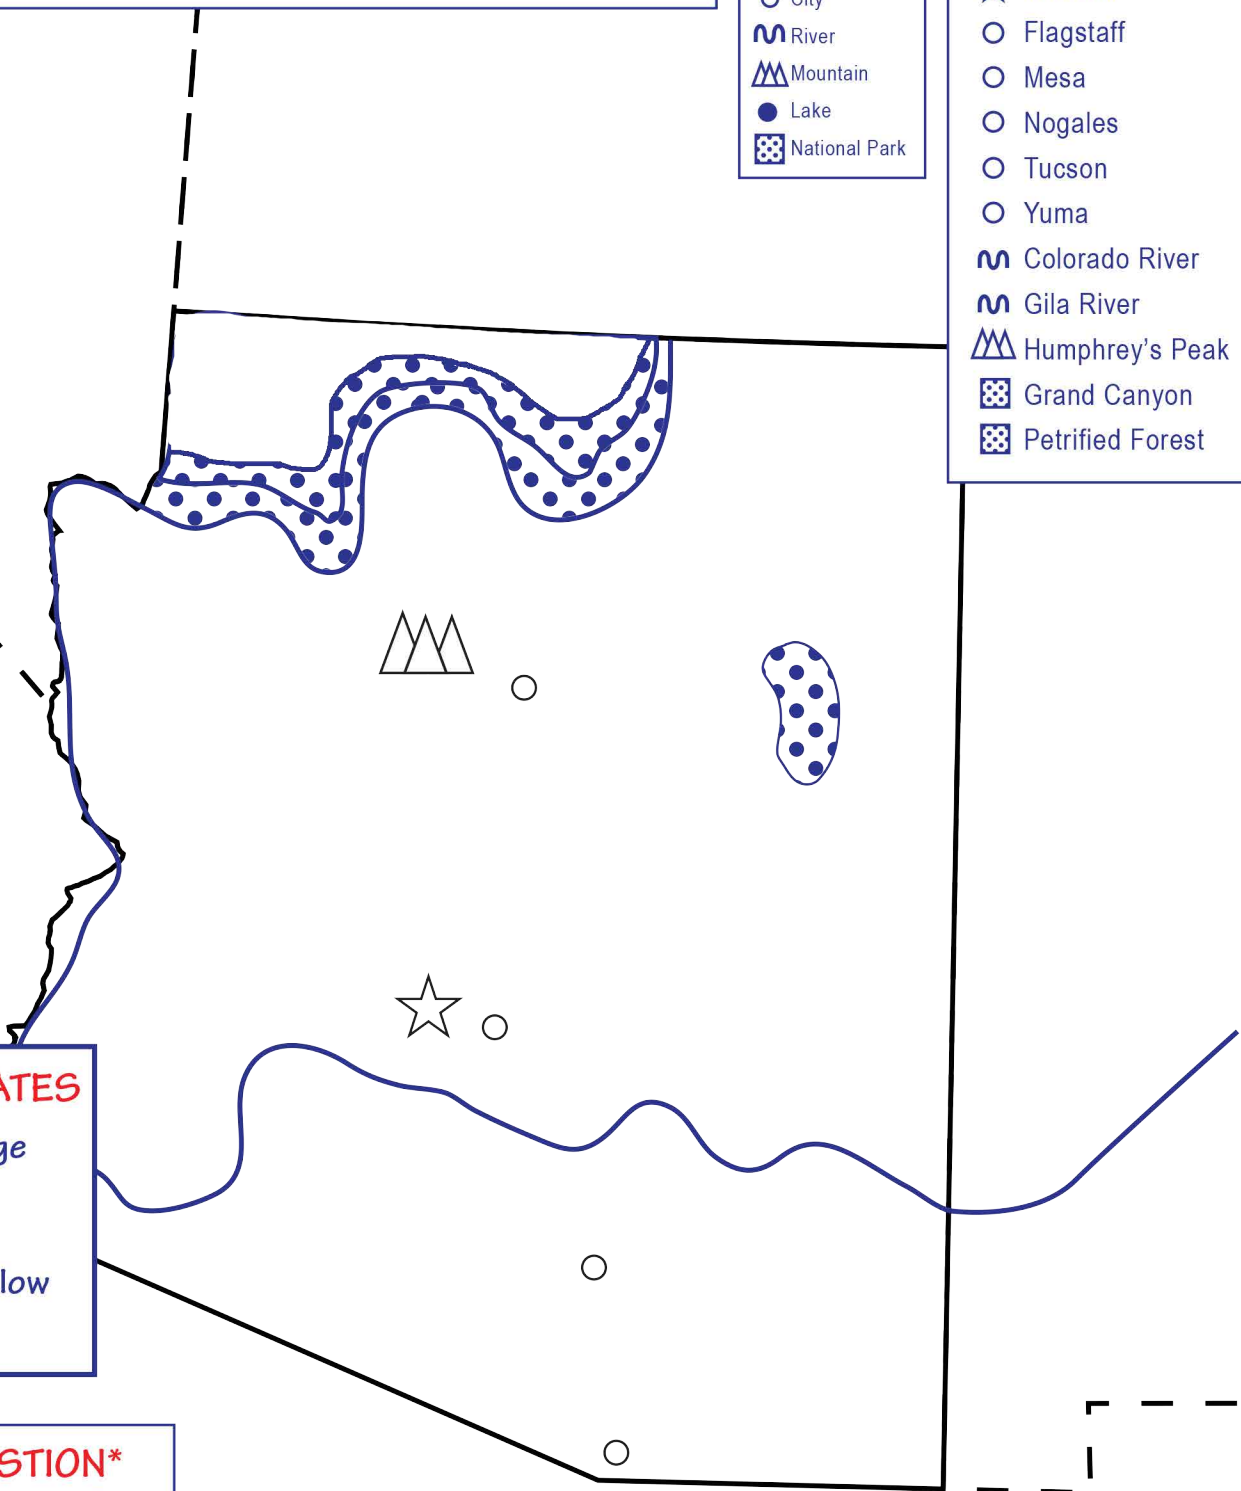 City
River
Mountain
Lake
National Park
Flagstaff
Mesa
Nogales
Tucson
Yuma
Colorado River
Gila River
Humphrey's Peak
Grand Canyon
Petrified Forest
ATES
ge
low
STION*